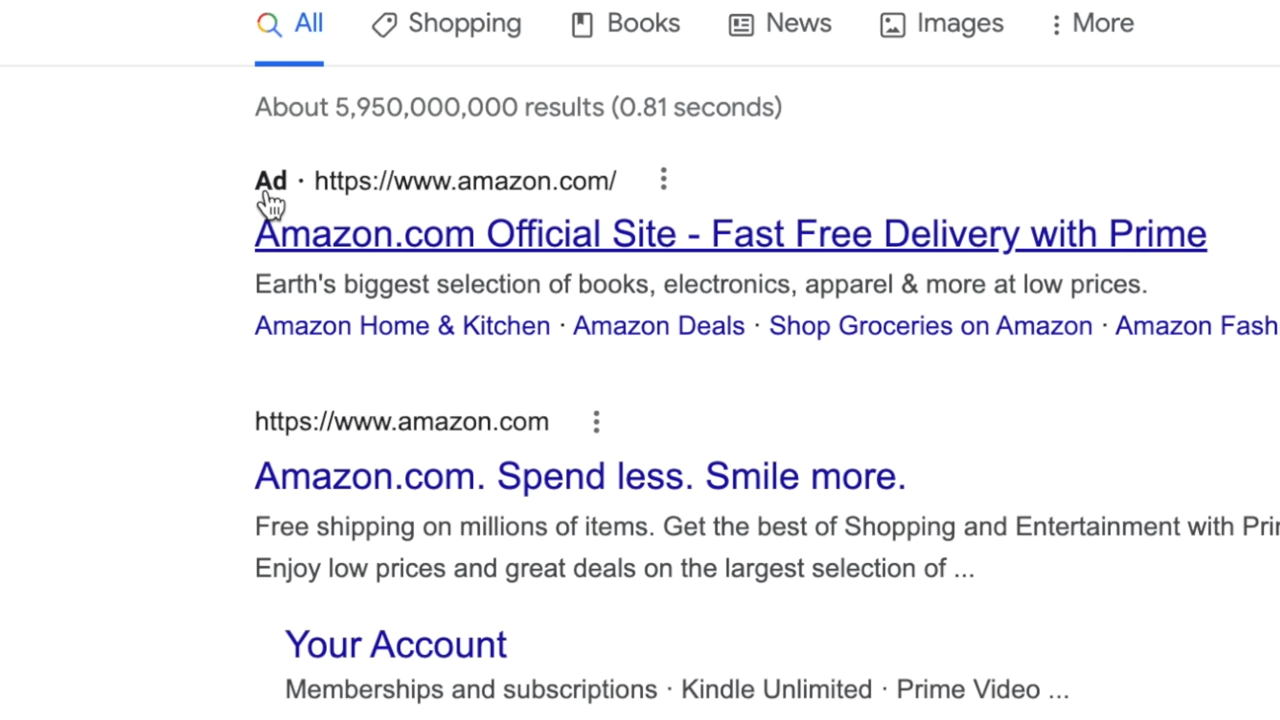 All Shopping Books News Images More
About 5,950,000,000 results (0.81 seconds)
Ad · https://www.amazon.com/
Amazon.com Official Site - Fast Free Delivery with Prime
Earth's biggest selection of books, electronics, apparel & more at low prices.
Amazon Home & Kitchen · Amazon Deals · Shop Groceries on Amazon · Amazon Fash
https://www.amazon.com
Amazon.com. Spend less. Smile more.
Free shipping on millions of items. Get the best of Shopping and Entertainment with Prin
Enjoy low prices and great deals on the largest selection of ...
Your Account
Memberships and subscriptions · Kindle Unlimited · Prime Video ...